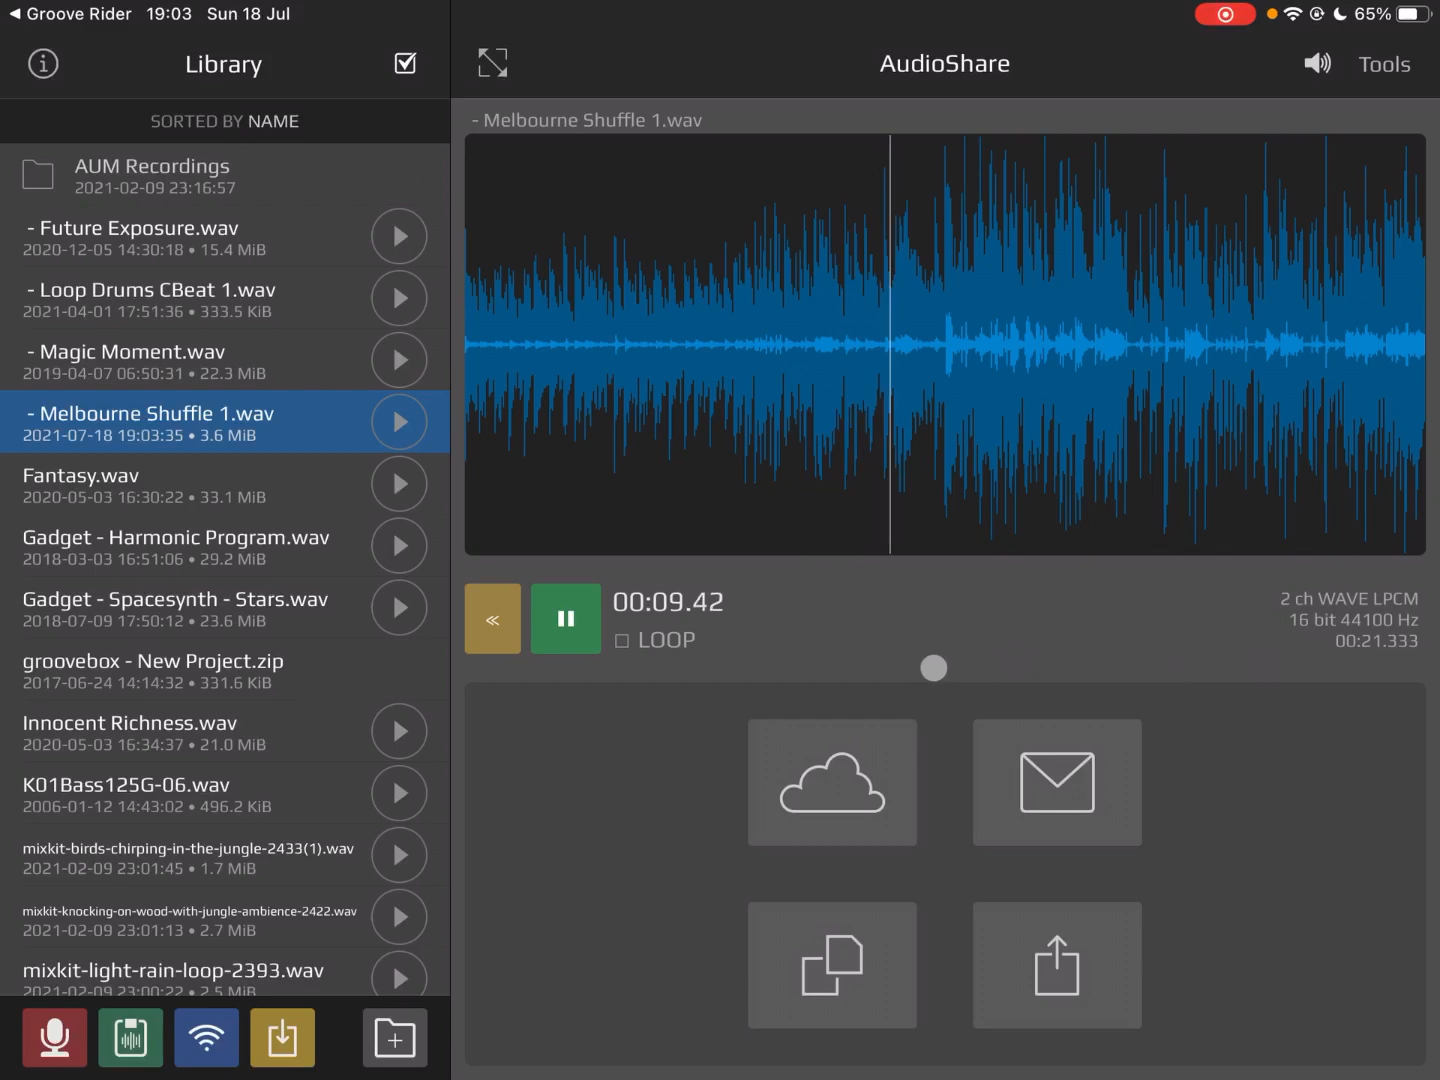 ◀ Groove Rider 19:03 Sun 18 Jul
65%
Library
AudioShare
Tools
SORTED BY NAME
- Melbourne Shuffle 1.wav
AUM Recordings
2021-02-09 23:16:57
- Future Exposure.wav
2020-12-05 14:30:18 • 15.4 MiB
- Loop Drums CBeat 1.wav
2021-04-01 17:51:36 • 333.5 KiB
- Magic Moment.wav
2019-04-07 06:50:31 • 22.3 MiB
- Melbourne Shuffle 1.wav
2021-07-18 19:03:35 • 3.6 MiB
Fantasy.wav
2020-05-03 16:30:22 • 33.1 MiB
Gadget - Harmonic Program.wav
2018-03-03 16:51:06 • 29.2 MiB
Gadget - Spacesynth - Stars.wav
2018-07-09 17:50:12 • 23.6 MiB
groovebox - New Project.zip
2017-06-24 14:14:32 • 331.6 KiB
Innocent Richness.wav
2020-05-03 16:34:37 • 21.0 MiB
K01Bass125G-06.wav
2006-01-12 14:43:02 • 496.2 KiB
mixkit-birds-chirping-in-the-jungle-2433(1).wav
2021-02-09 23:01:45 • 1.7 MiB
mixkit-knocking-on-wood-with-jungle-ambience-2422.wav
2021-02-09 23:01:13 • 2.7 MiB
mixkit-light-rain-loop-2393.wav
2021-02-09 23:00:22 • 2.5 MiB
00:09.42
LOOP
2 ch WAVE LPCM
16 bit 44100 Hz
00:21.333